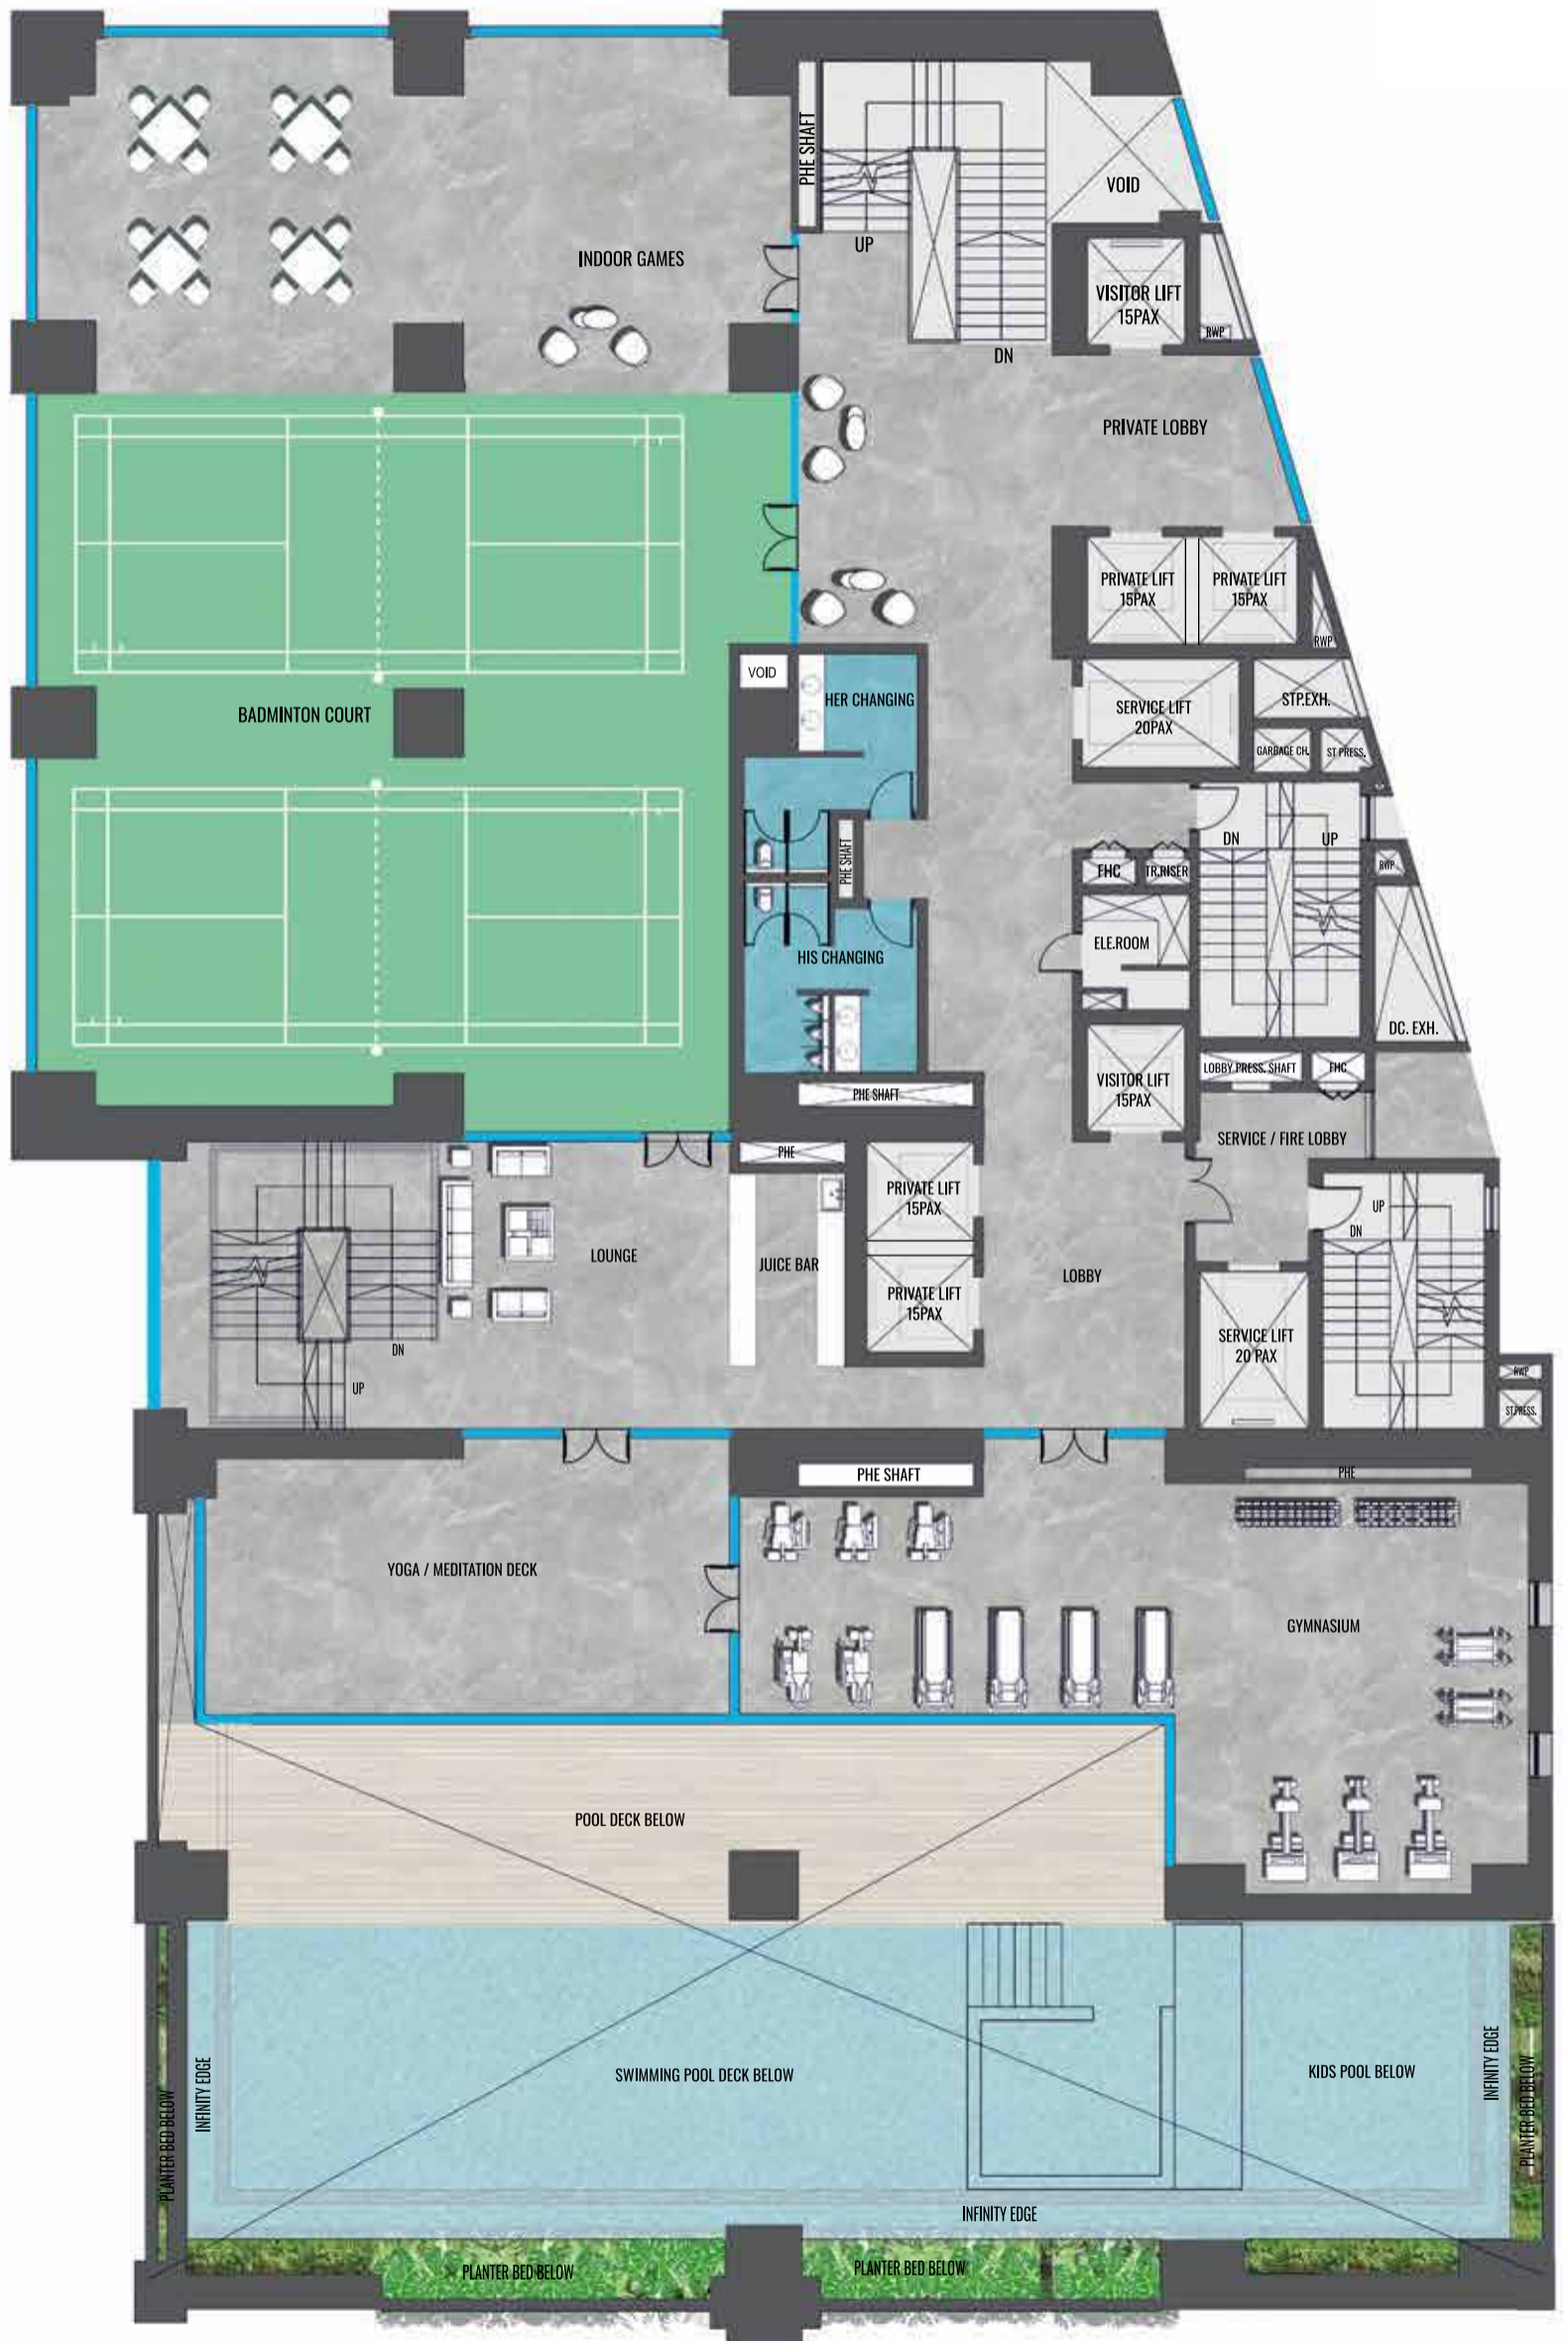 PHE SHAFT
VOID
UP
INDOOR GAMES
VISITOR LIFT
15PAX
RWP
DN
PRIVATE LOBBY
PRIVATE LIFT
15PAX
PRIVATE LIFT
15PAX
RWP
VOID
HER CHANGING
BADMINTON COURT
SERVICE LIFT
20PAX
STP.EXH.
GARBAGE CH.
ST PRESS.
DN
UP
PHE SHAFT
FHC
TR.RISER
RWP
ELE.ROOM
HIS CHANGING
DC. EXH.
VISITOR LIFT
15PAX
LOBBY PRESS. SHAFT
FHC
PHE SHAFT
SERVICE / FIRE LOBBY
PHE
PRIVATE LIFT
15PAX
UP
DN
LOUNGE
JUICE BAR
LOBBY
PRIVATE LIFT
15PAX
SERVICE LIFT
20 PAX
DN
UP
RWP
ST.PRESS.
PHE SHAFT
PHE
YOGA / MEDITATION DECK
GYMNASIUM
POOL DECK BELOW
SWIMMING POOL DECK BELOW
KIDS POOL BELOW
INFINITY EDGE
INFINITY EDGE
PLANTER BED BELOW
PLANTER BED BELOW
INFINITY EDGE
PLANTER BED BELOW
PLANTER BED BELOW